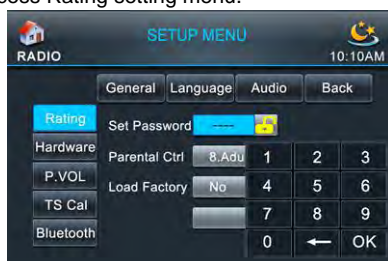 ccess Rating setting menu.
SETUP MENU
RADIO 10:10AM
General Language Audio Back
Rating Set Password ----
Hardware Parental Ctrl 8.Adu 1 2 3
P.VOL Load Factory No 4 5 6
TS Cal 7 8 9
Bluetooth 0 ← OK